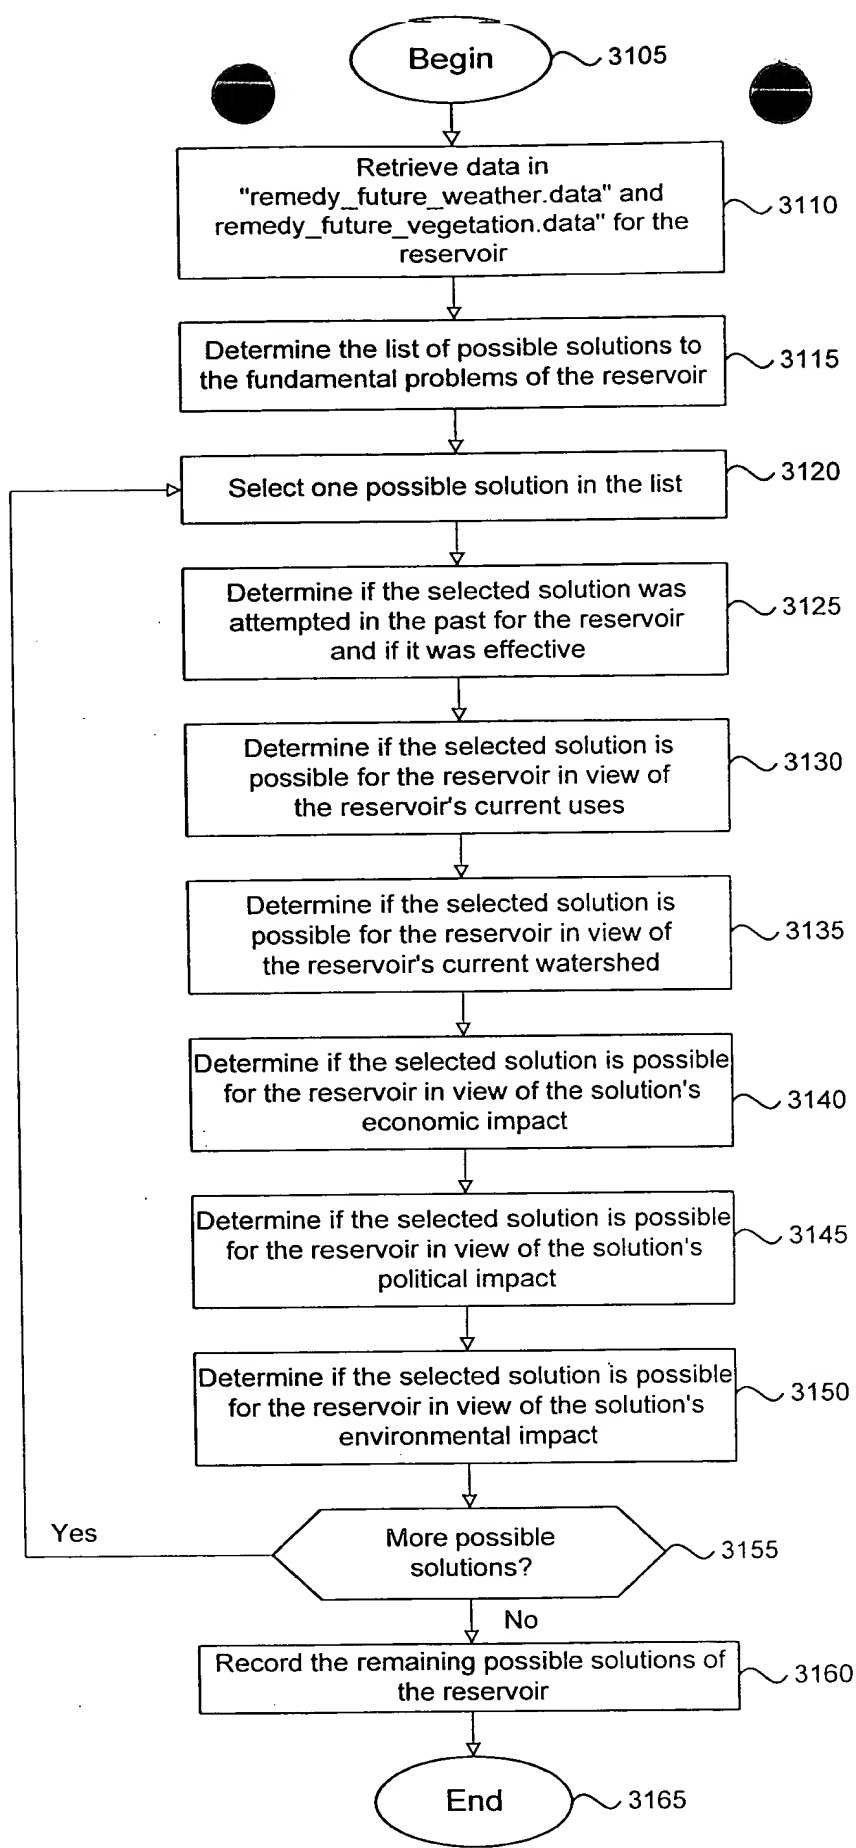 Begin
3105
Retrieve data in
"remedy_future_weather.data" and
remedy_future_vegetation.data" for the
reservoir
3110
Determine the list of possible solutions to
the fundamental problems of the reservoir
3115
Select one possible solution in the list
3120
Determine if the selected solution was
attempted in the past for the reservoir
and if it was effective
3125
Determine if the selected solution is
possible for the reservoir in view of
the reservoir's current uses
3130
Determine if the selected solution is
possible for the reservoir in view of
the reservoir's current watershed
3135
Determine if the selected solution is possible
for the reservoir in view of the solution's
economic impact
3140
Determine if the selected solution is possible
for the reservoir in view of the solution's
political impact
3145
Determine if the selected solution is possible
for the reservoir in view of the solution's
environmental impact
3150
Yes
More possible
solutions?
3155
No
Record the remaining possible solutions of
the reservoir
3160
End
3165